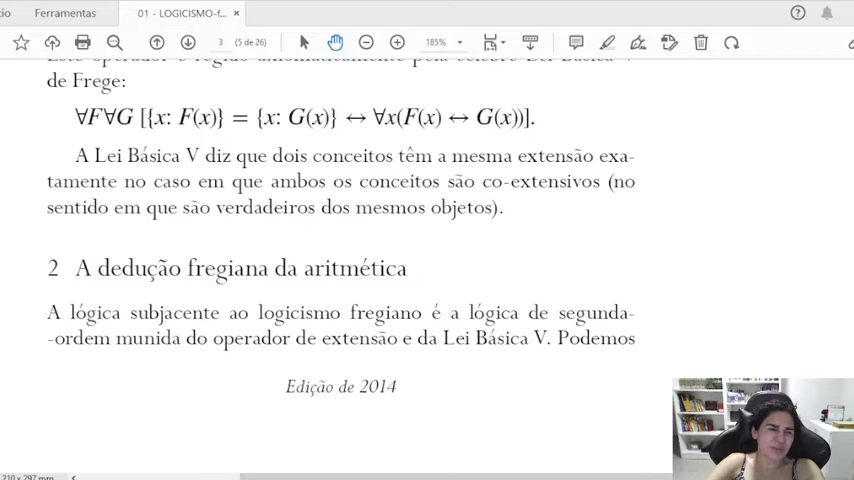 Ferramentas
01 - LOGICISMO-f... ×
3 (5 de 26)
185%
de Frege:
∀F∀G [{x: F(x)} = {x: G(x)} ↔ ∀x(F(x) ↔ G(x))].
A Lei Básica V diz que dois conceitos têm a mesma extensão exa-
tamente no caso em que ambos os conceitos são co-extensivos (no
sentido em que são verdadeiros dos mesmos objetos).
2 A dedução fregiana da aritmética
A lógica subjacente ao logicismo fregiano é a lógica de segunda-
-ordem munida do operador de extensão e da Lei Básica V. Podemos
Edição de 2014
210 x 297 mm